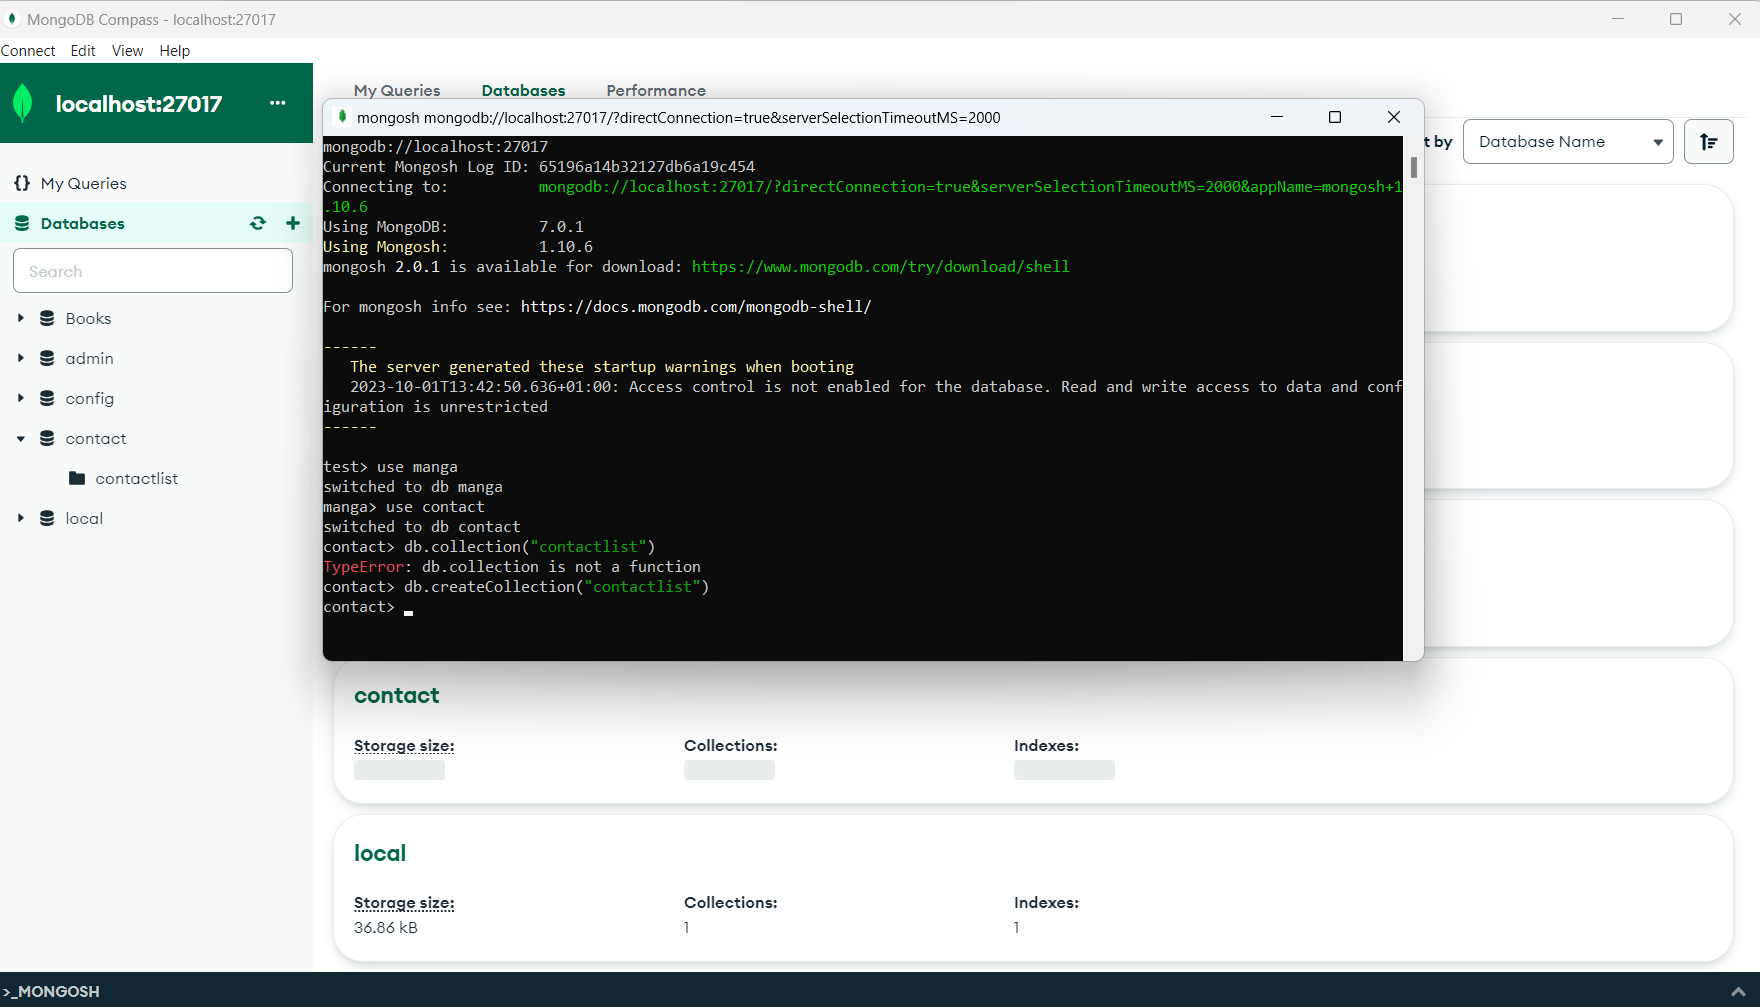 MongoDB Compass - localhost:27017
Connect Edit View Help
localhost:27017 ...
My Queries Databases Performance
{} My Queries
Databases
Search
Books
admin
config
contact
contactlist
local
t by
Database Name
mongosh mongodb://localhost:27017/?directConnection=true&serverSelectionTimeoutMS=2000
mongodb://localhost:27017
Current Mongosh Log ID: 65196a14b32127db6a19c454
Connecting to: mongodb://localhost:27017/?directConnection=true&serverSelectionTimeoutMS=2000&appName=mongosh+1
.10.6
Using MongoDB: 7.0.1
Using Mongosh: 1.10.6
mongosh 2.0.1 is available for download: https://www.mongodb.com/try/download/shell
For mongosh info see: https://docs.mongodb.com/mongodb-shell/
------
The server generated these startup warnings when booting
2023-10-01T13:42:50.636+01:00: Access control is not enabled for the database. Read and write access to data and conf
iguration is unrestricted
------
test> use manga
switched to db manga
manga> use contact
switched to db contact
contact> db.collection("contactlist")
TypeError: db.collection is not a function
contact> db.createCollection("contactlist")
contact>
contact
Storage size: Collections: Indexes:
local
Storage size: Collections: Indexes:
36.86 kB 1 1
>_MONGOSH